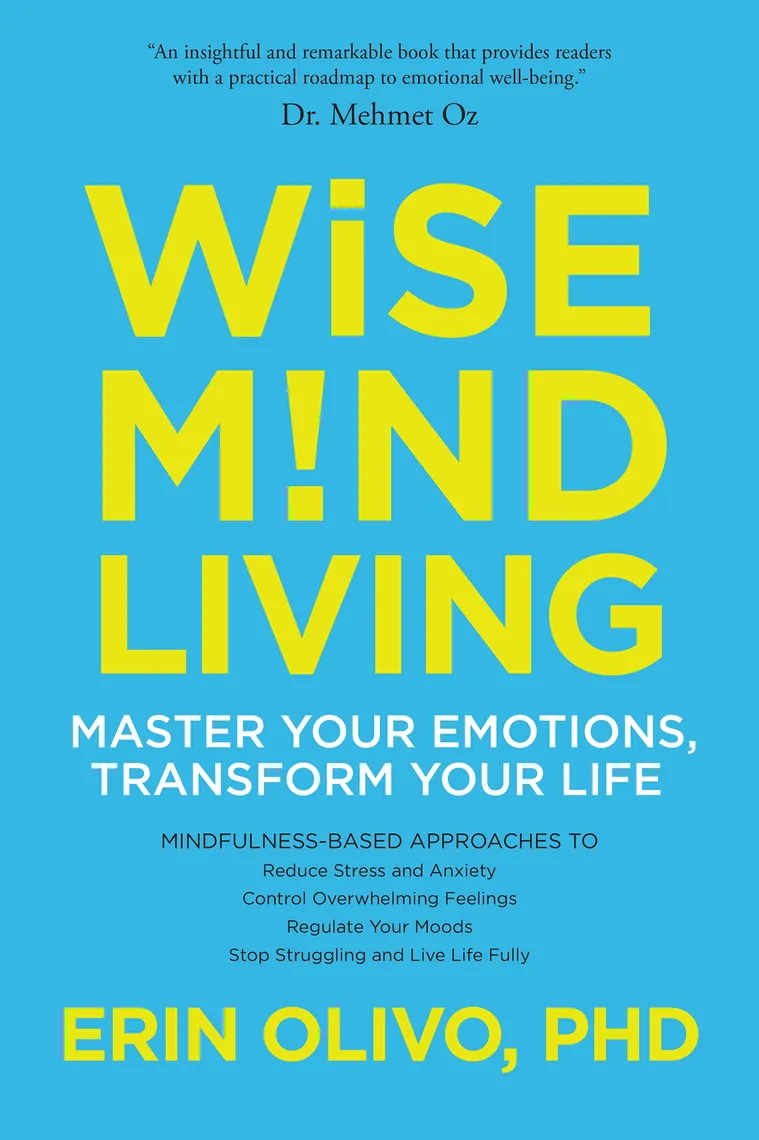 “An insightful and remarkable book that provides readers
with a practical roadmap to emotional well-being.”
Dr. Mehmet Oz
WiSE
M!ND
LIVING
MASTER YOUR EMOTIONS,
TRANSFORM YOUR LIFE
MINDFULNESS-BASED APPROACHES TO
Reduce Stress and Anxiety
Control Overwhelming Feelings
Regulate Your Moods
Stop Struggling and Live Life Fully
ERIN OLIVO, PHD